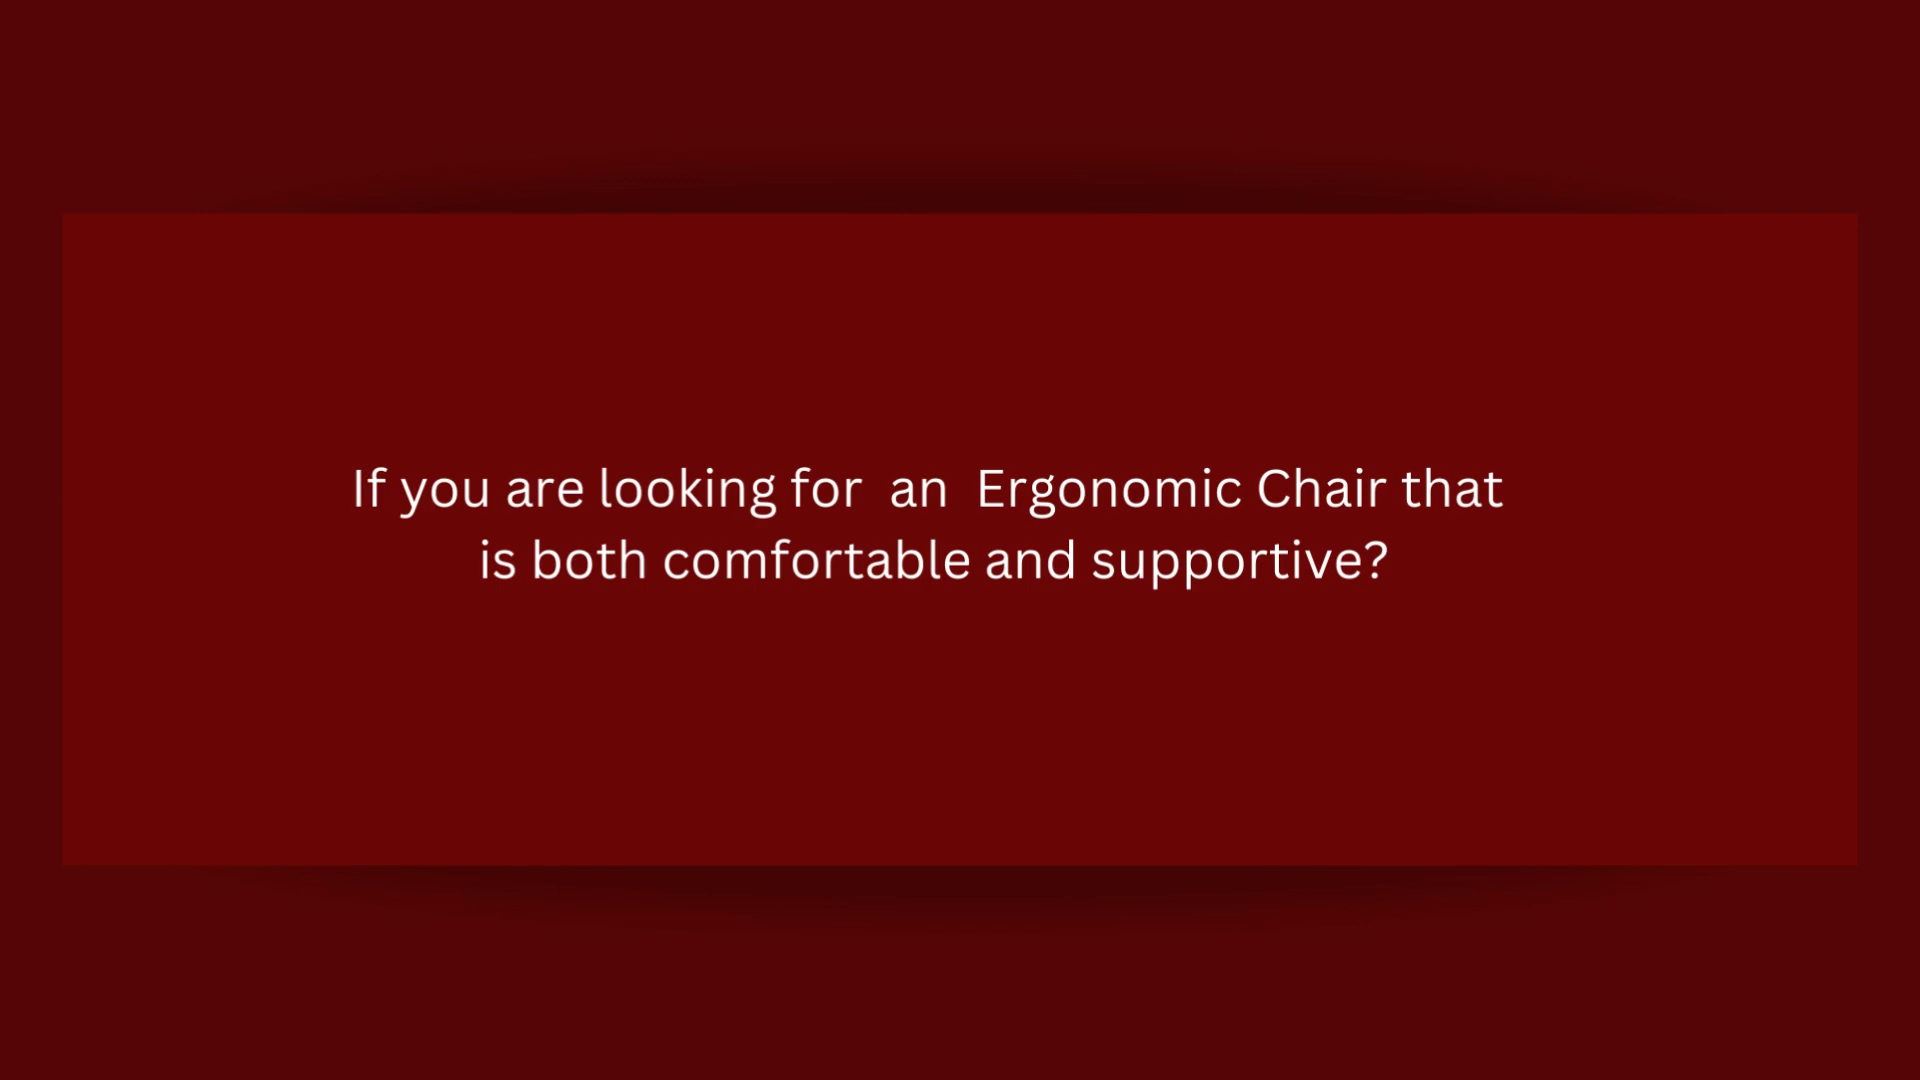 If you are looking for  an  Ergonomic Chair that
is both comfortable and supportive?